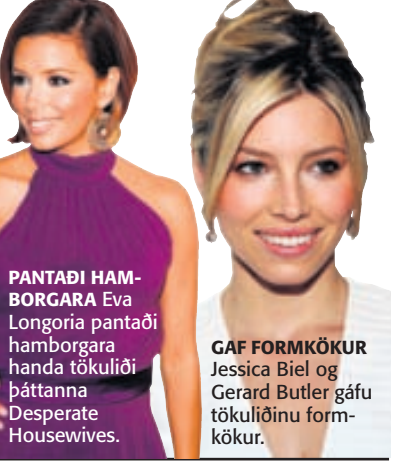 PANTAÐI HAM-
BORGARA Eva
Longoria pantaði
hamborgara
handa tökuliði
þáttanna
Desperate
Housewives.
GAF FORMKÖKUR
Jessica Biel og
Gerard Butler gáfu
tökuliðinu form-
kökur.